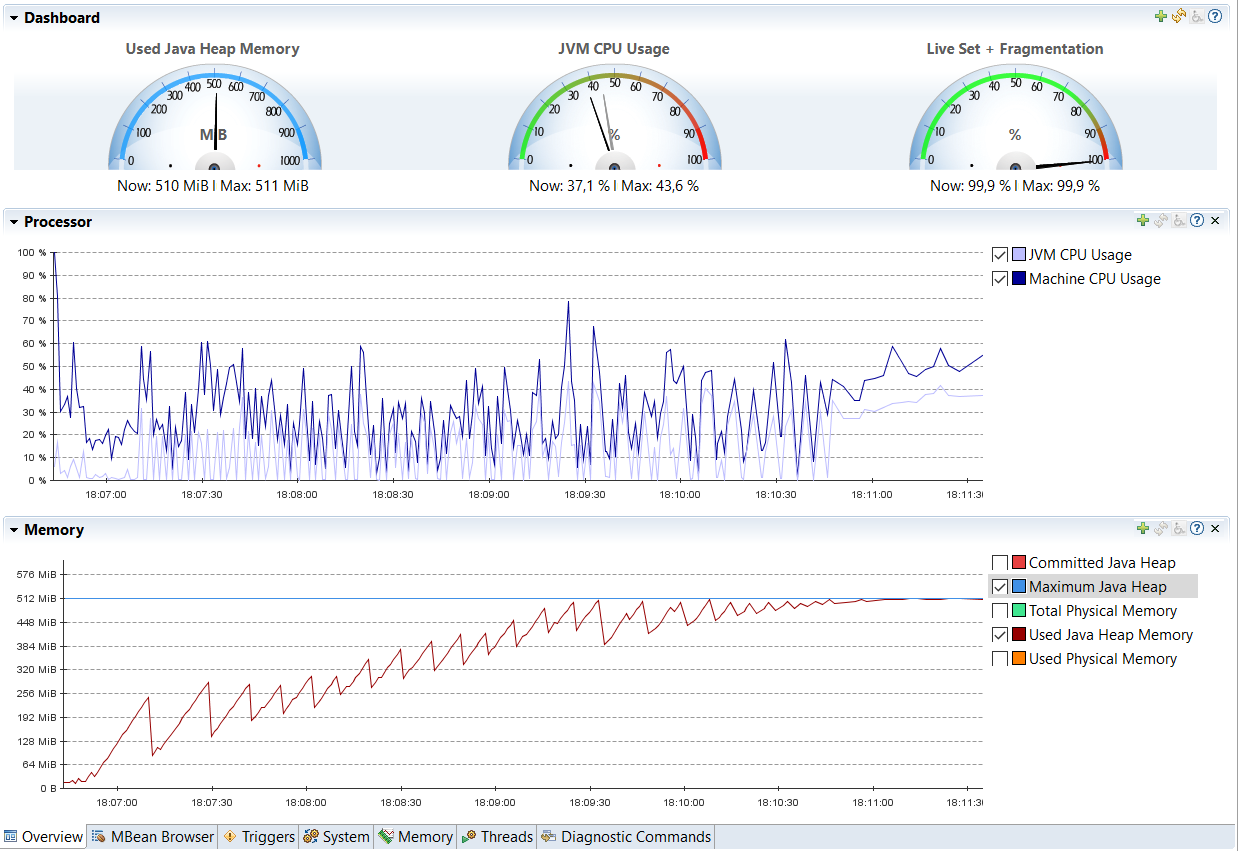 Dashboard
Used Java Heap Memory
JVM CPU Usage
Live Set + Fragmentation
0 100 200 300 400 500 600 700 800 900 1000
MiB
0 10 20 30 40 50 60 70 80 90 100
%
0 10 20 30 40 50 60 70 80 90 100
%
Now: 510 MiB I Max: 511 MiB
Now: 37,1 % I Max: 43,6 %
Now: 99,9 % I Max: 99,9 %
Processor
100 %
90 %
80 %
70 %
60 %
50 %
40 %
30 %
20 %
10 %
0 %
18:07:00 18:07:30 18:08:00 18:08:30 18:09:00 18:09:30 18:10:00 18:10:30 18:11:00 18:11:30
JVM CPU Usage
Machine CPU Usage
Memory
576 MiB
512 MiB
448 MiB
384 MiB
320 MiB
256 MiB
192 MiB
128 MiB
64 MiB
0 B
18:07:00 18:07:30 18:08:00 18:08:30 18:09:00 18:09:30 18:10:00 18:10:30 18:11:00 18:11:30
Committed Java Heap
Maximum Java Heap
Total Physical Memory
Used Java Heap Memory
Used Physical Memory
Overview MBean Browser Triggers System Memory Threads Diagnostic Commands